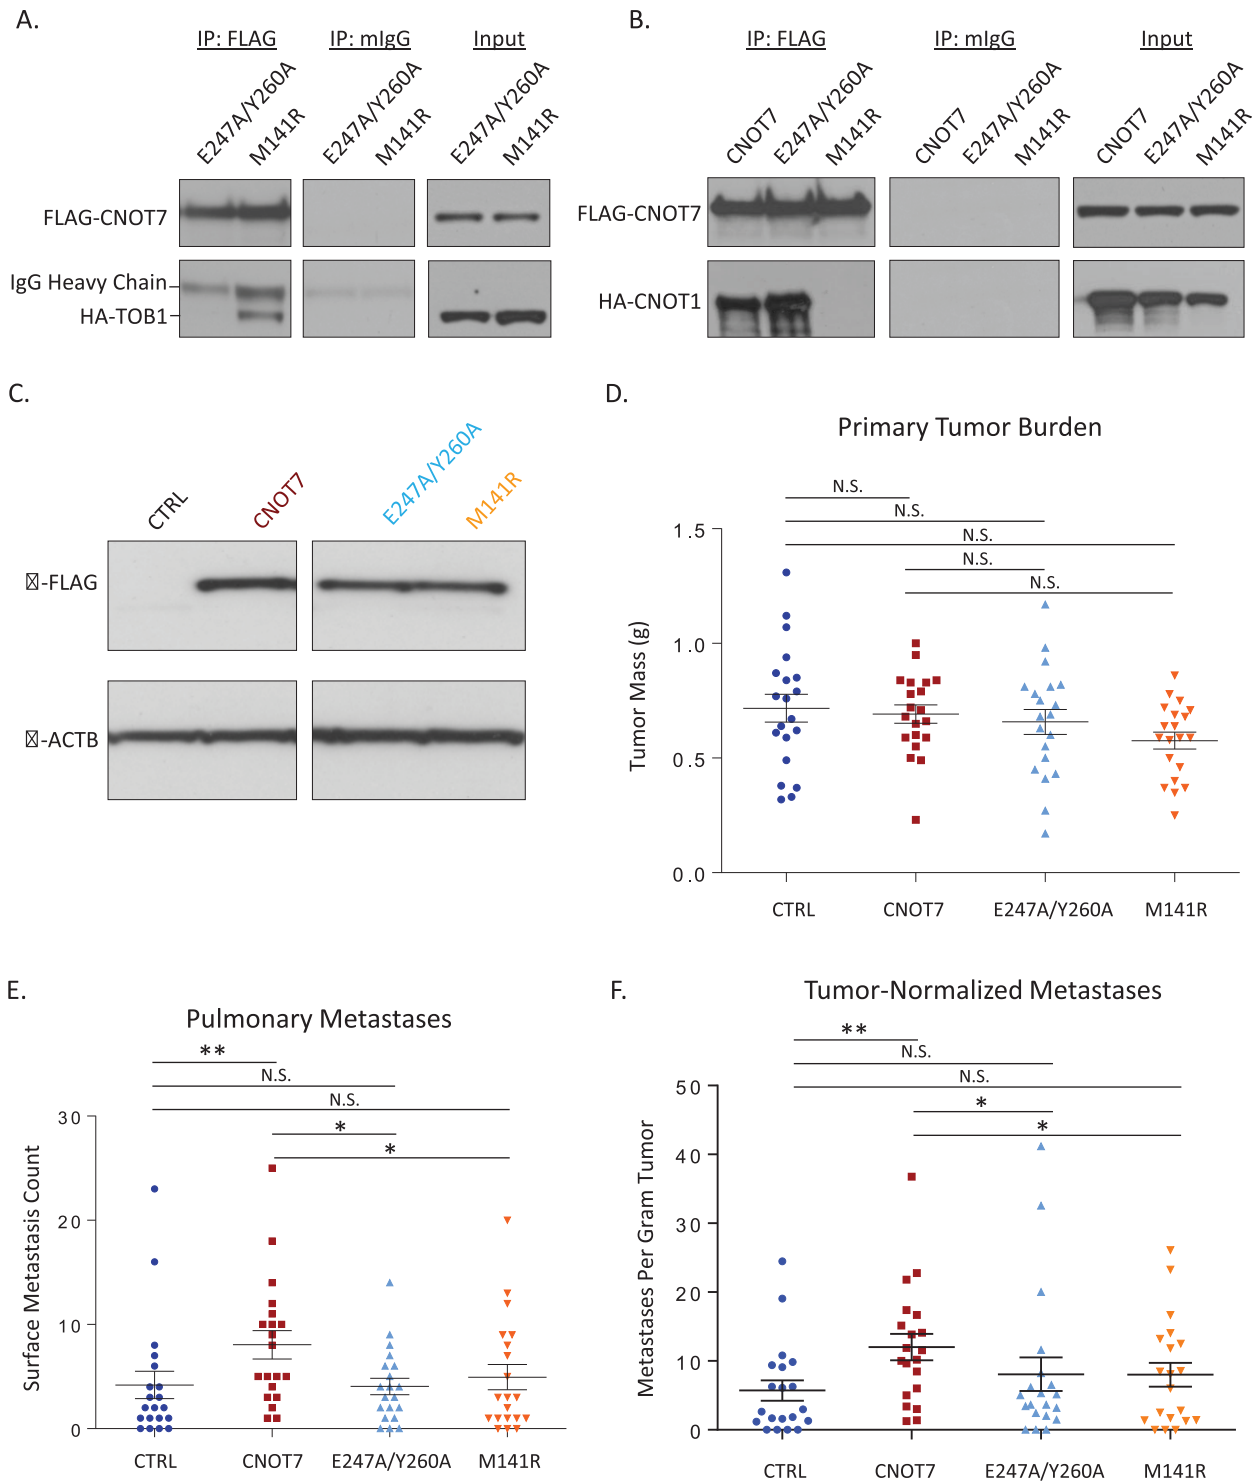 A.
IP: FLAG IP: mIgG Input
E247A/Y260A M141R E247A/Y260A M141R E247A/Y260A M141R
FLAG-CNOT7
IgG Heavy Chain
HA-TOB1
B.
IP: FLAG IP: mIgG Input
CNOT7 E247A/Y260A M141R CNOT7 E247A/Y260A M141R CNOT7 E247A/Y260A M141R
FLAG-CNOT7
HA-CNOT1
C.
CTRL CNOT7 E247A/Y260A M141R
-FLAG
-ACTB
D.
Primary Tumor Burden
N.S.
N.S.
N.S.
N.S.
N.S.
Tumor Mass (g)
1.5
1.0
0.5
0.0
CTRL CNOT7 E247A/Y260A M141R
E.
Pulmonary Metastases
**
N.S.
N.S.
*
*
Surface Metastasis Count
30
20
10
0
CTRL CNOT7 E247A/Y260A M141R
F.
Tumor-Normalized Metastases
**
N.S.
N.S.
*
*
Metastases Per Gram Tumor
50
40
30
20
10
0
CTRL CNOT7 E247A/Y260A M141R